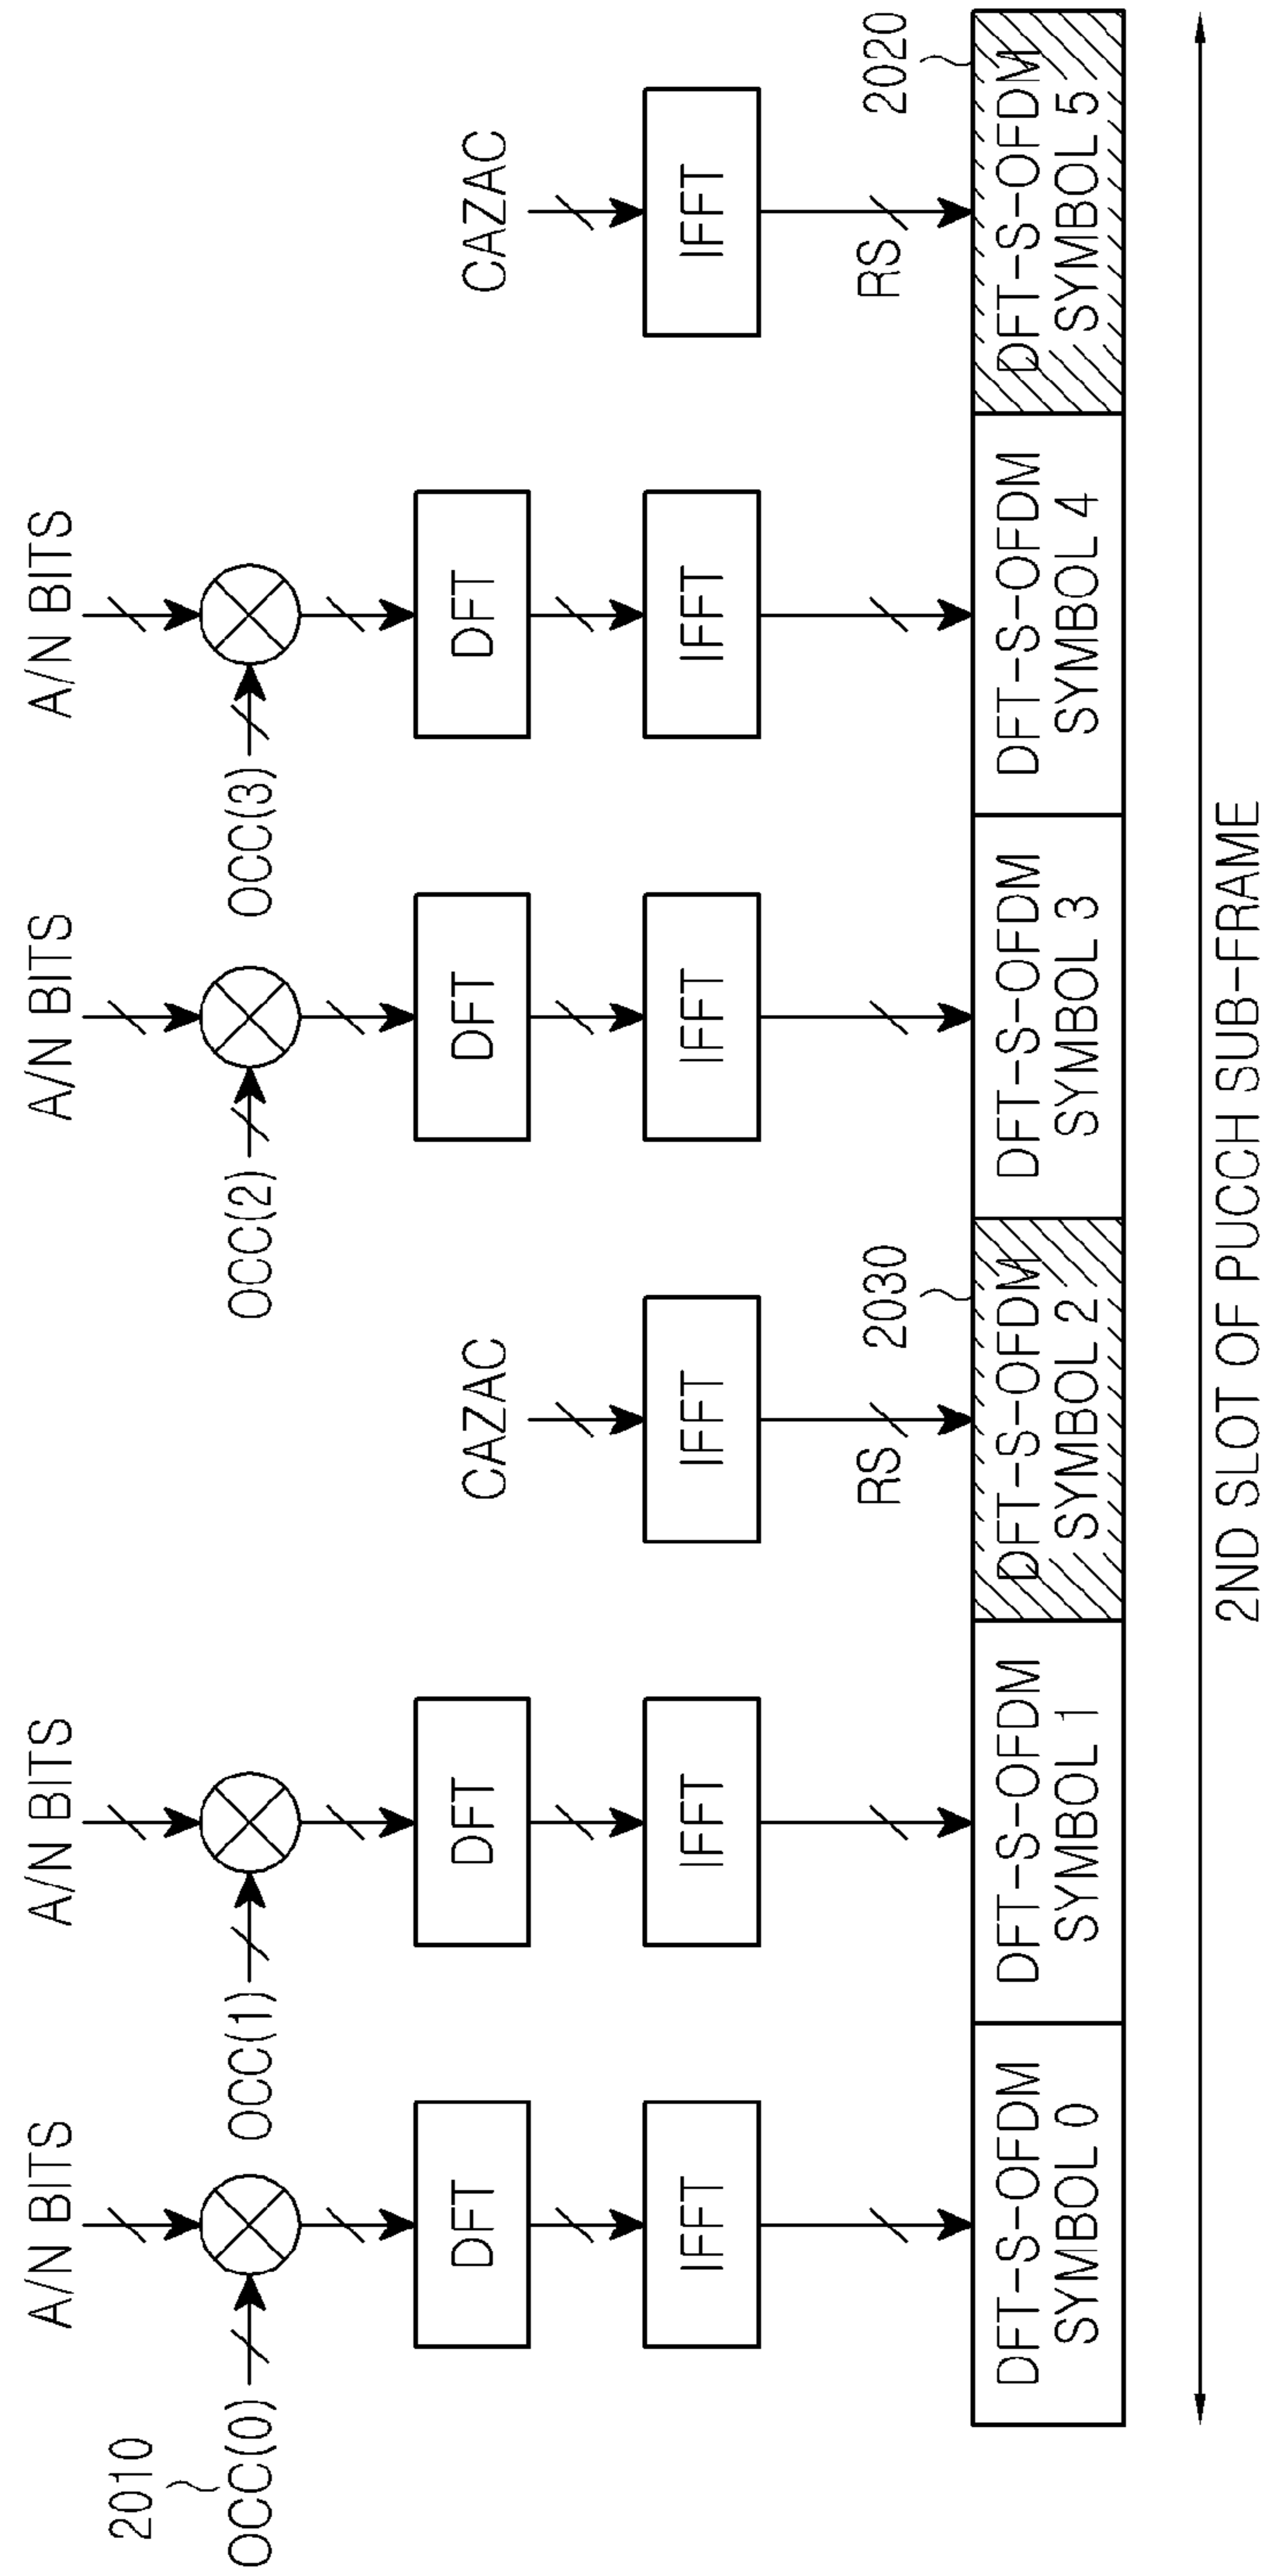 A/N BITS
A/N BITS
A/N BITS
A/N BITS
2010
OCC(0)
OCC(1)
OCC(2)
OCC(3)
CAZAC
CAZAC
DFT
DFT
DFT
DFT
IFFT
IFFT
IFFT
IFFT
IFFT
IFFT
RS
2030
RS
2020
DFT-S-OFDM
SYMBOL 0
DFT-S-OFDM
SYMBOL 1
DFT-S-OFDM
SYMBOL 2
DFT-S-OFDM
SYMBOL 3
DFT-S-OFDM
SYMBOL 4
DFT-S-OFDM
SYMBOL 5
2ND SLOT OF PUCCH SUB-FRAME